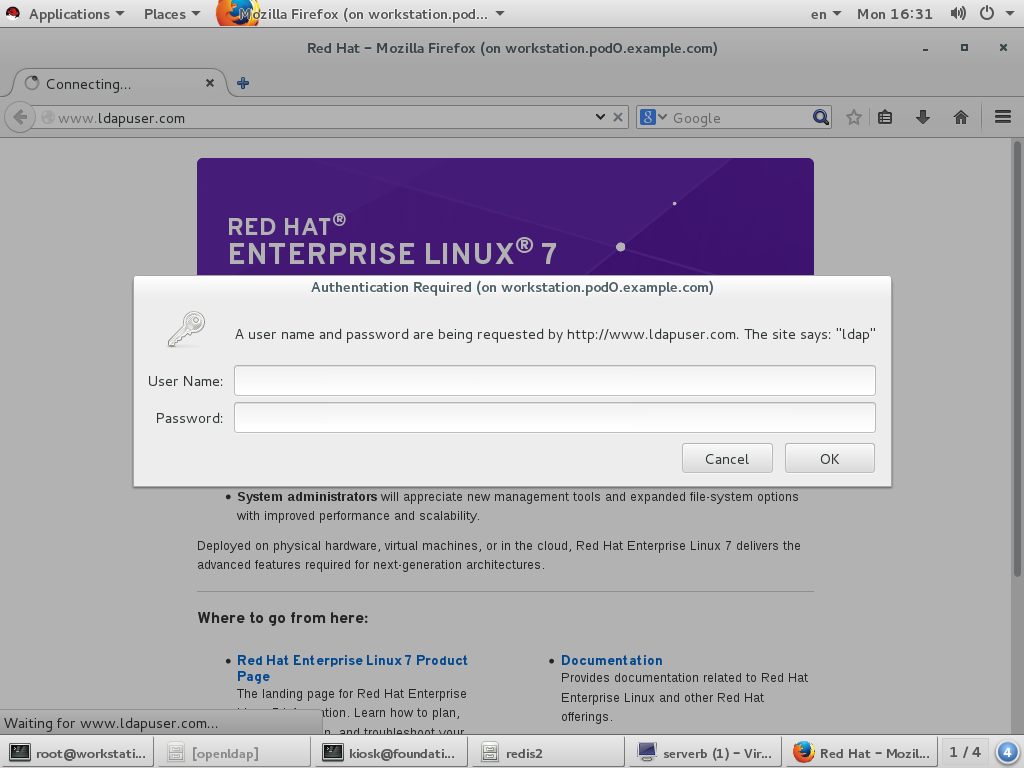 Applications Places Mozilla Firefox (on workstation.pod... en Mon 16:31
Red Hat – Mozilla Firefox (on workstation.pod0.example.com)
Connecting...
www.ldapuser.com Google
RED HAT®
ENTERPRISE LINUX® 7
Authentication Required (on workstation.pod0.example.com)
A user name and password are being requested by http://www.ldapuser.com. The site says: "ldap"
User Name:
Password:
Cancel OK
• System administrators will appreciate new management tools and expanded file-system options
with improved performance and scalability.
Deployed on physical hardware, virtual machines, or in the cloud, Red Hat Enterprise Linux 7 delivers the
advanced features required for next-generation architectures.
Where to go from here:
• Red Hat Enterprise Linux 7 Product
Page
The landing page for Red Hat Enterprise
Learn how to plan,
and troubleshoot your
• Documentation
Provides documentation related to Red Hat
Enterprise Linux and other Red Hat
offerings.
Waiting for www.ldapuser.com...
root@workstati... [openldap] kiosk@foundati... redis2 serverb (1) – Vir... Red Hat – Mozil... 1 / 4 4